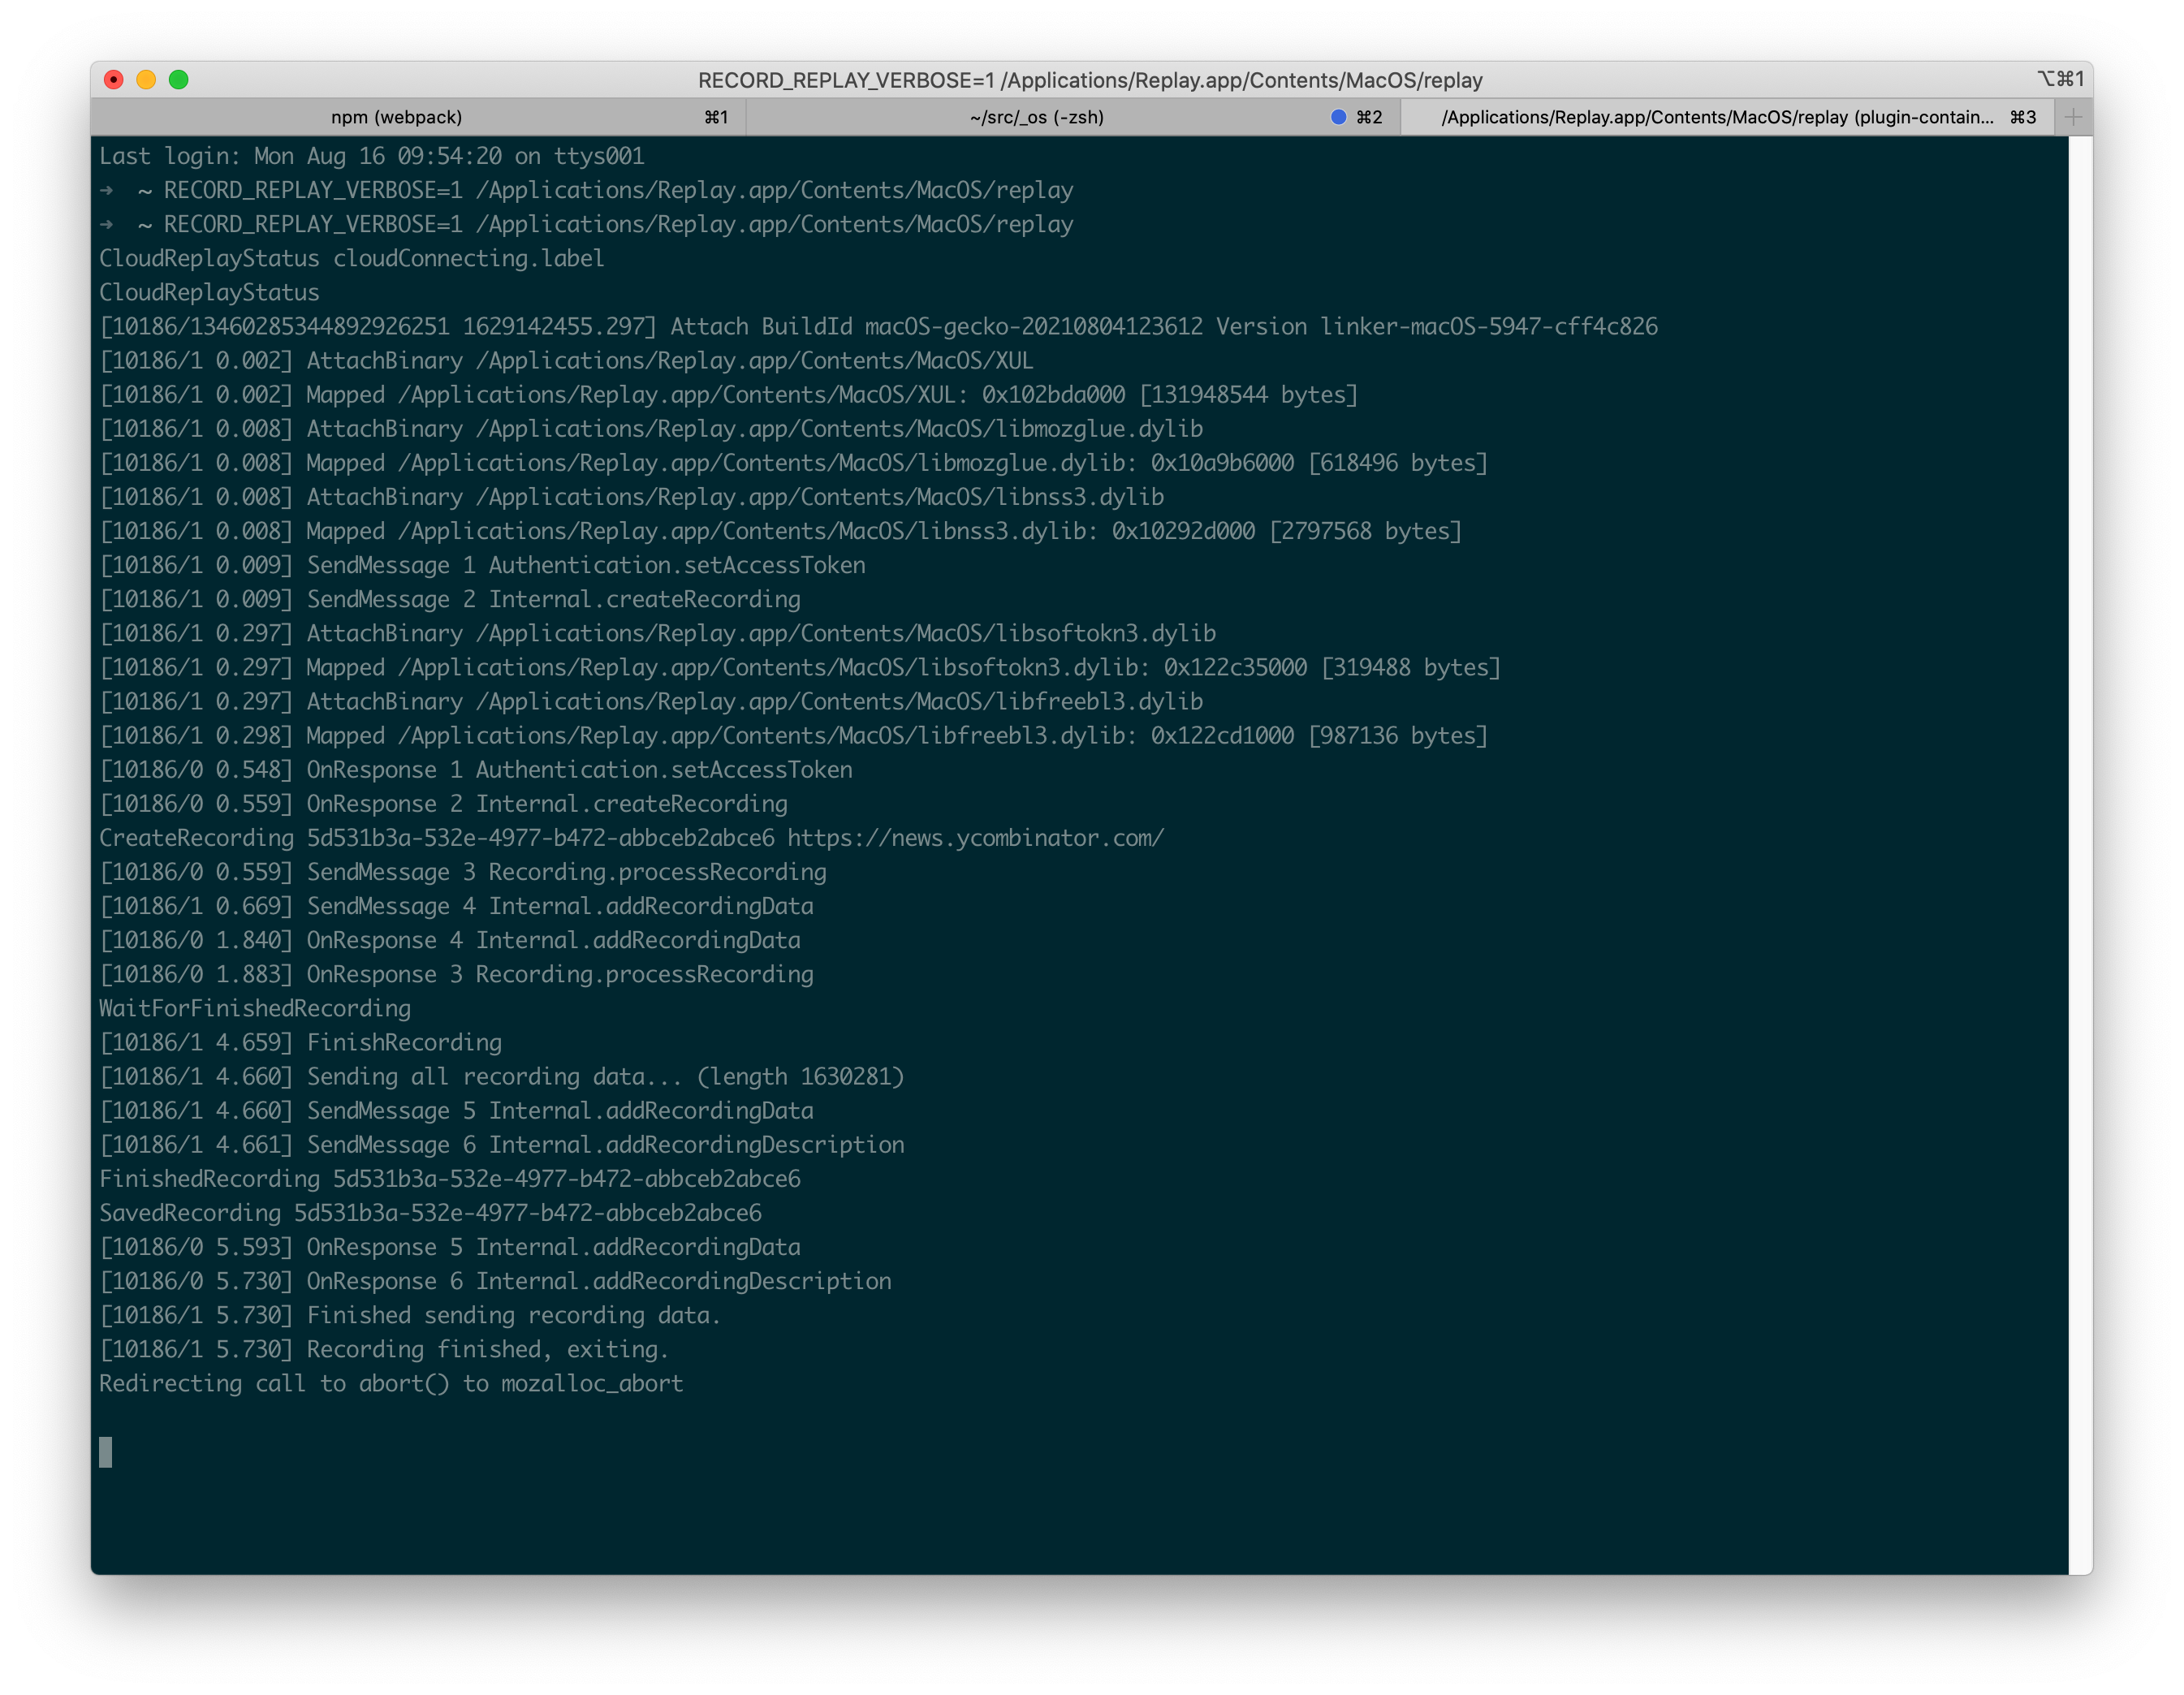 RECORD_REPLAY_VERBOSE=1 /Applications/Replay.app/Contents/MacOS/replay
⌥⌘1
npm (webpack) ⌘1
~/src/_os (-zsh) ⌘2
/Applications/Replay.app/Contents/MacOS/replay (plugin-contain... ⌘3
Last login: Mon Aug 16 09:54:20 on ttys001
→ ~ RECORD_REPLAY_VERBOSE=1 /Applications/Replay.app/Contents/MacOS/replay
→ ~ RECORD_REPLAY_VERBOSE=1 /Applications/Replay.app/Contents/MacOS/replay
CloudReplayStatus cloudConnecting.label
CloudReplayStatus
[10186/13460285344892926251 1629142455.297] Attach BuildId macOS-gecko-20210804123612 Version linker-macOS-5947-cff4c826
[10186/1 0.002] AttachBinary /Applications/Replay.app/Contents/MacOS/XUL
[10186/1 0.002] Mapped /Applications/Replay.app/Contents/MacOS/XUL: 0x102bda000 [131948544 bytes]
[10186/1 0.008] AttachBinary /Applications/Replay.app/Contents/MacOS/libmozglue.dylib
[10186/1 0.008] Mapped /Applications/Replay.app/Contents/MacOS/libmozglue.dylib: 0x10a9b6000 [618496 bytes]
[10186/1 0.008] AttachBinary /Applications/Replay.app/Contents/MacOS/libnss3.dylib
[10186/1 0.008] Mapped /Applications/Replay.app/Contents/MacOS/libnss3.dylib: 0x10292d000 [2797568 bytes]
[10186/1 0.009] SendMessage 1 Authentication.setAccessToken
[10186/1 0.009] SendMessage 2 Internal.createRecording
[10186/1 0.297] AttachBinary /Applications/Replay.app/Contents/MacOS/libsoftokn3.dylib
[10186/1 0.297] Mapped /Applications/Replay.app/Contents/MacOS/libsoftokn3.dylib: 0x122c35000 [319488 bytes]
[10186/1 0.297] AttachBinary /Applications/Replay.app/Contents/MacOS/libfreebl3.dylib
[10186/1 0.298] Mapped /Applications/Replay.app/Contents/MacOS/libfreebl3.dylib: 0x122cd1000 [987136 bytes]
[10186/0 0.548] OnResponse 1 Authentication.setAccessToken
[10186/0 0.559] OnResponse 2 Internal.createRecording
CreateRecording 5d531b3a-532e-4977-b472-abbceb2abce6 https://news.ycombinator.com/
[10186/0 0.559] SendMessage 3 Recording.processRecording
[10186/1 0.669] SendMessage 4 Internal.addRecordingData
[10186/0 1.840] OnResponse 4 Internal.addRecordingData
[10186/0 1.883] OnResponse 3 Recording.processRecording
WaitForFinishedRecording
[10186/1 4.659] FinishRecording
[10186/1 4.660] Sending all recording data... (length 1630281)
[10186/1 4.660] SendMessage 5 Internal.addRecordingData
[10186/1 4.661] SendMessage 6 Internal.addRecordingDescription
FinishedRecording 5d531b3a-532e-4977-b472-abbceb2abce6
SavedRecording 5d531b3a-532e-4977-b472-abbceb2abce6
[10186/0 5.593] OnResponse 5 Internal.addRecordingData
[10186/0 5.730] OnResponse 6 Internal.addRecordingDescription
[10186/1 5.730] Finished sending recording data.
[10186/1 5.730] Recording finished, exiting.
Redirecting call to abort() to mozalloc_abort